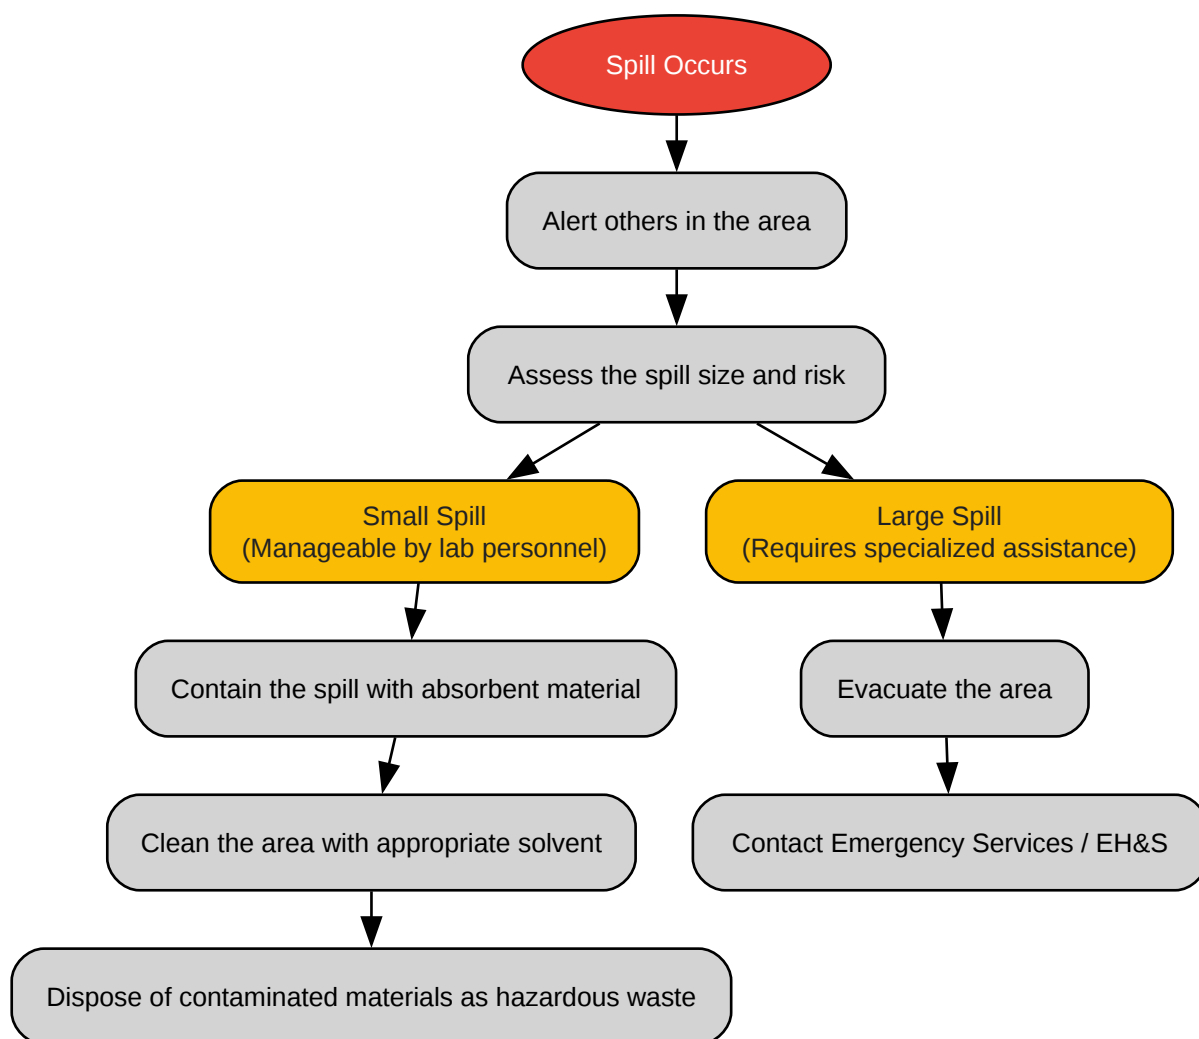 Spill Occurs
Alert others in the area
Assess the spill size and risk
Small Spill
(Manageable by lab personnel)
Large Spill
(Requires specialized assistance)
Contain the spill with absorbent material
Evacuate the area
Clean the area with appropriate solvent
Contact Emergency Services / EH&S
Dispose of contaminated materials as hazardous waste